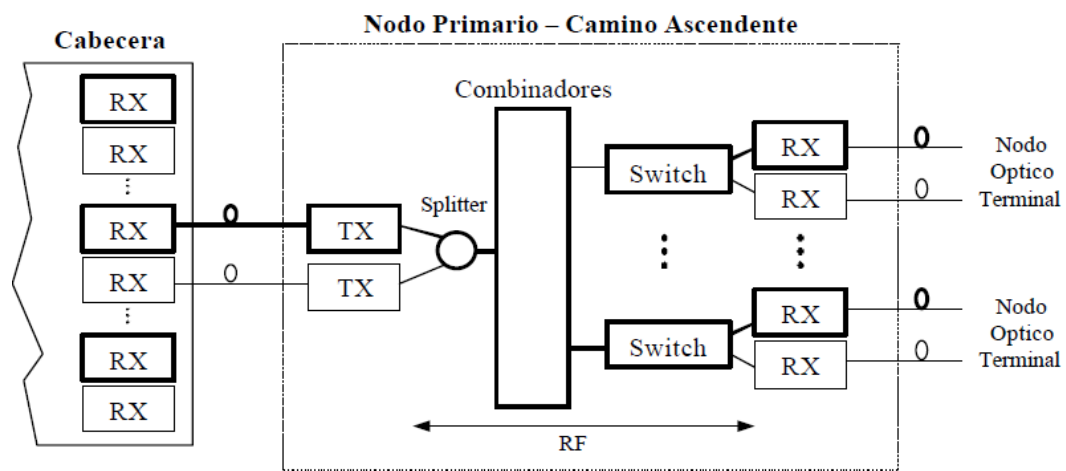 Nodo Primario – Camino Ascendente
Cabecera
Combinadores
RX
RX
RX
RX
RX
RX
TX
TX
Splitter
Switch
Switch
RX
RX
RX
RX
Nodo
Optico
Terminal
Nodo
Optico
Terminal
RF